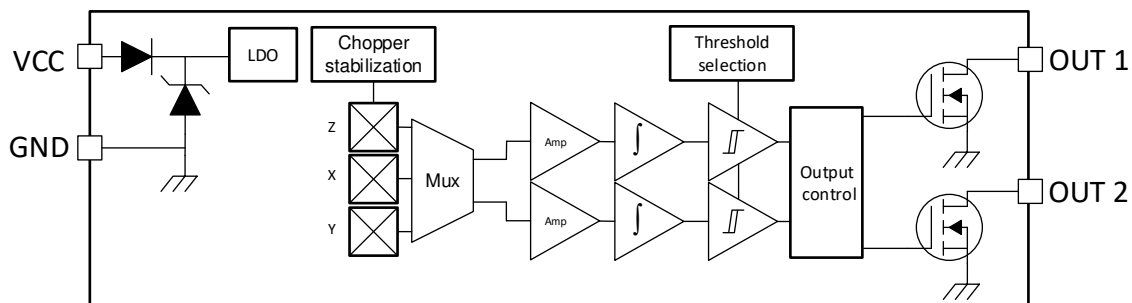 VCC
GND
LDO
Chopper
stabilization
Z
X
Y
Mux
Amp
∫
Amp
∫
Threshold
selection
Output
control
OUT 1
OUT 2